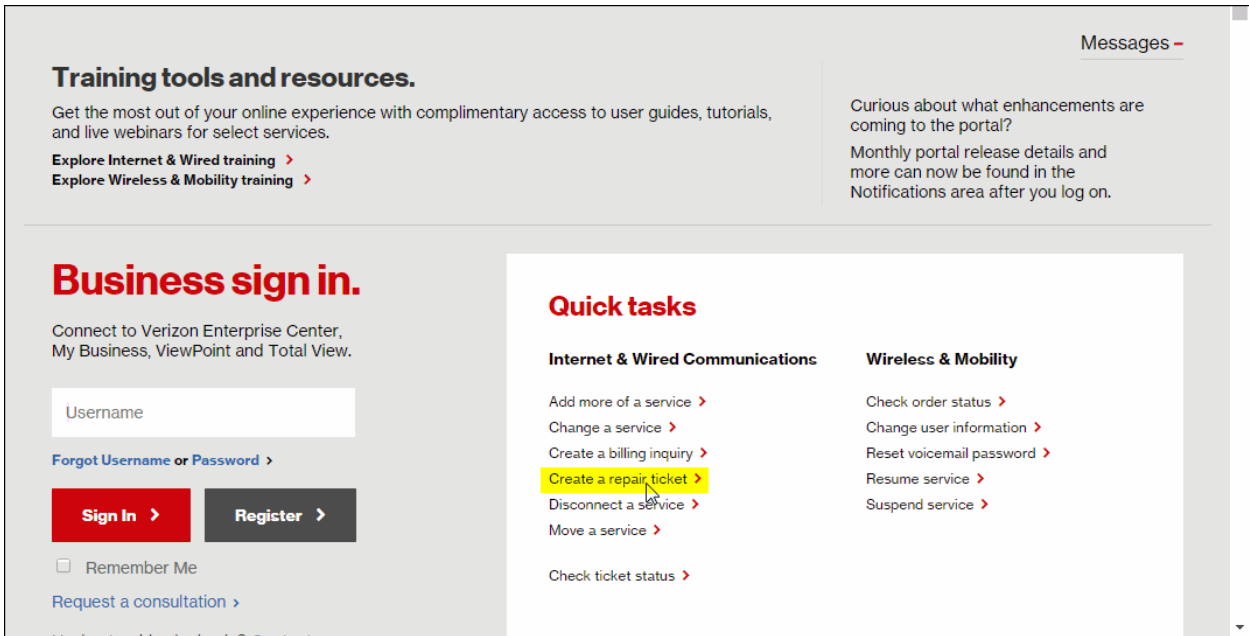 Messages –
Training tools and resources.
Get the most out of your online experience with complimentary access to user guides, tutorials,
and live webinars for select services.
Explore Internet & Wired training >
Explore Wireless & Mobility training >
Curious about what enhancements are
coming to the portal?
Monthly portal release details and
more can now be found in the
Notifications area after you log on.
Business sign in.
Connect to Verizon Enterprise Center,
My Business, ViewPoint and Total View.
Username
Forgot Username or Password >
Sign In >
Register >
Remember Me
Request a consultation >
Quick tasks
Internet & Wired Communications
Add more of a service >
Change a service >
Create a billing inquiry >
Create a repair ticket >
Disconnect a service >
Move a service >
Check ticket status >
Wireless & Mobility
Check order status >
Change user information >
Reset voicemail password >
Resume service >
Suspend service >